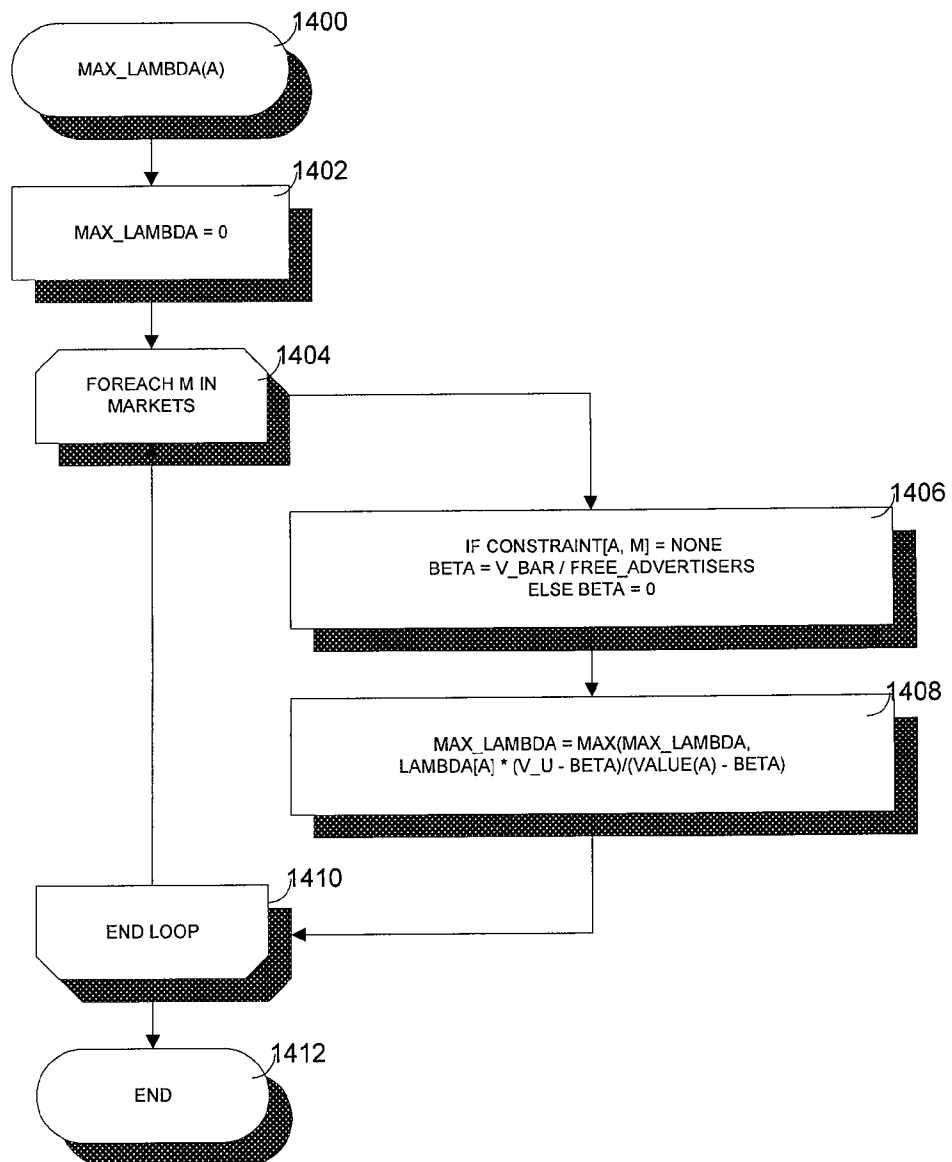 1400
MAX_LAMBDA(A)
1402
MAX_LAMBDA = 0
1404
FOREACH M IN
MARKETS
1406
IF CONSTRAINT[A, M] = NONE
BETA = V_BAR / FREE_ADVERTISERS
ELSE BETA = 0
1408
MAX_LAMBDA = MAX(MAX_LAMBDA,
LAMBDA[A] * (V_U - BETA)/(VALUE(A) - BETA)
1410
END LOOP
1412
END